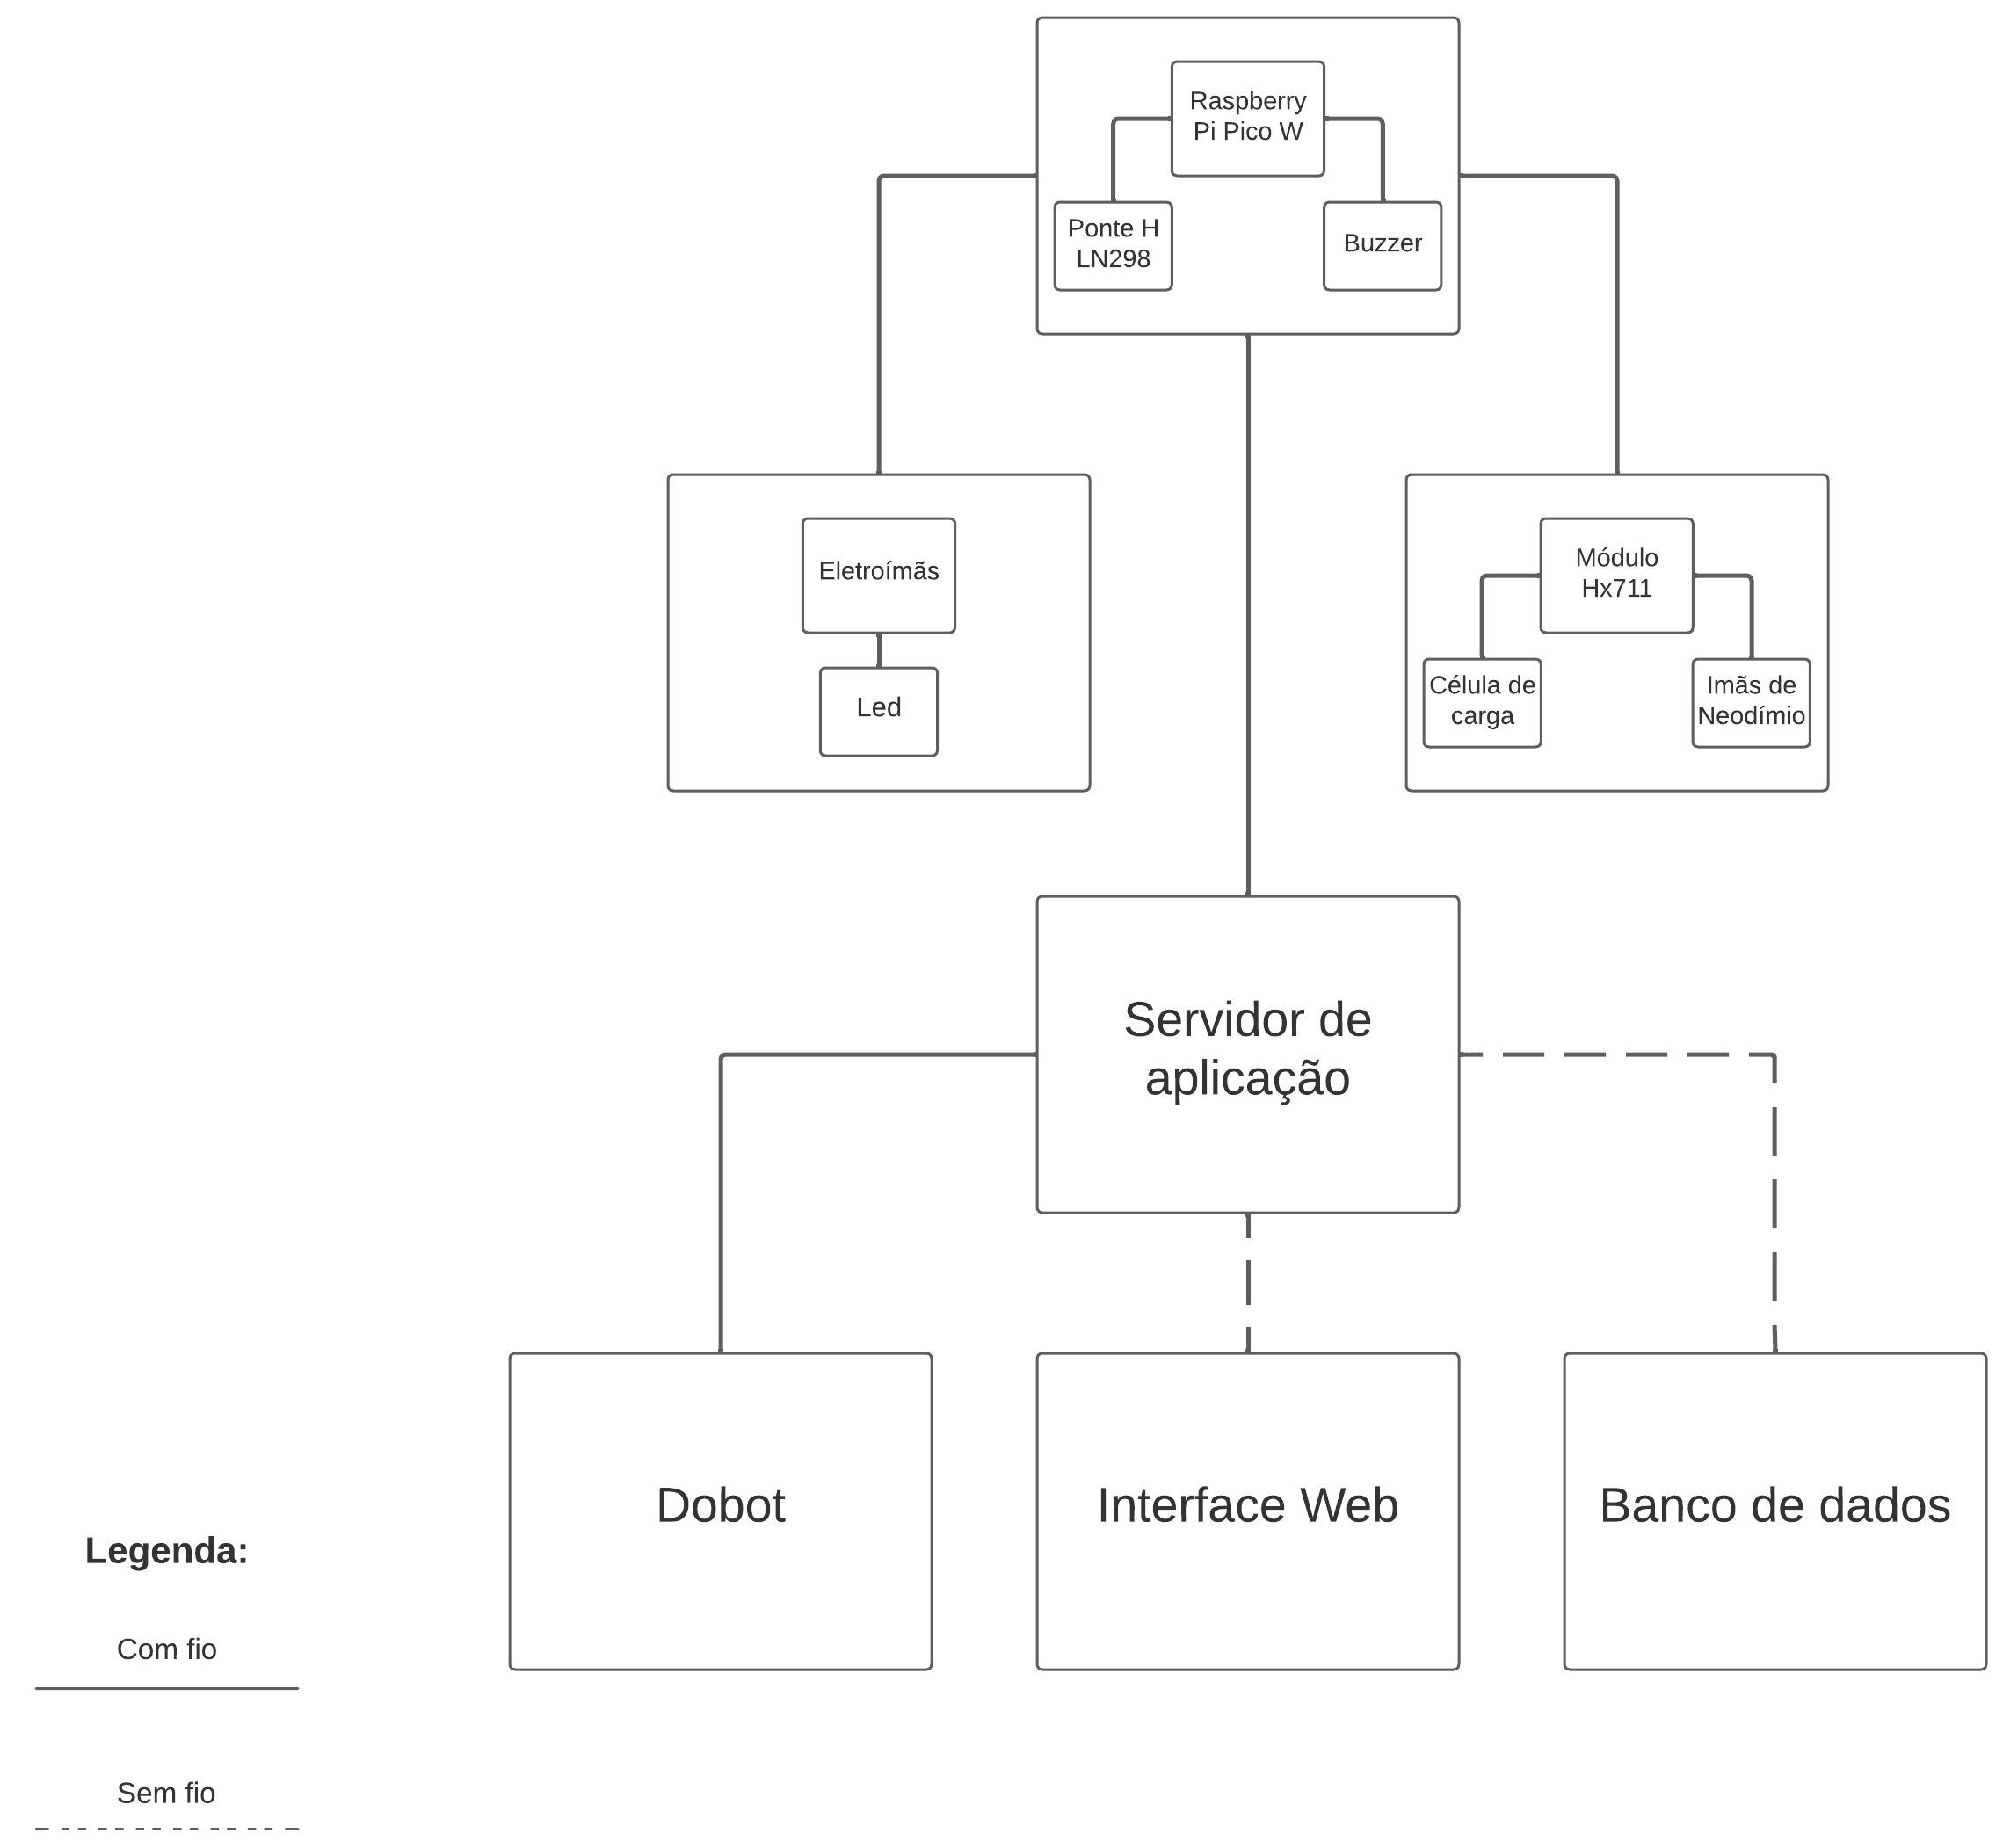 Raspberry
Pi Pico W
Ponte H
LN298
Buzzer
Eletroímãs
Led
Módulo
Hx711
Célula de
carga
Imãs de
Neodímio
Servidor de
aplicação
Dobot
Interface Web
Banco de dados
Legenda:
Com fio
Sem fio